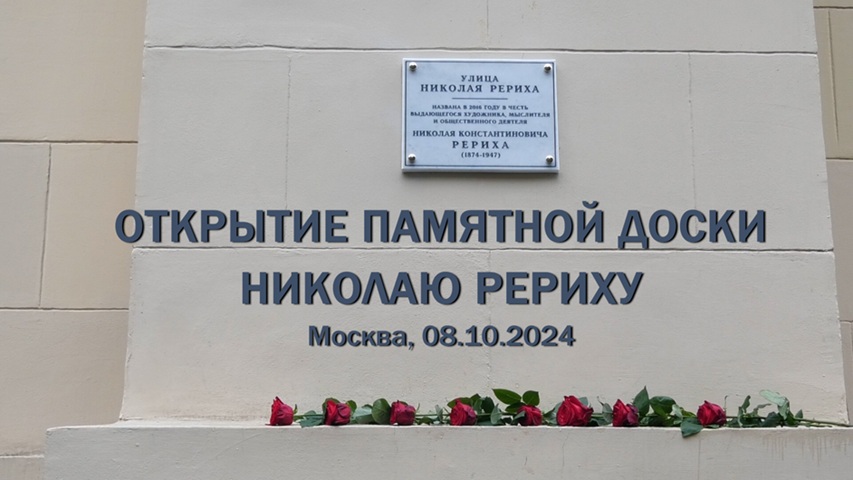 УЛИЦА
НИКОЛАЯ РЕРИХА
НАЗВАНА В 2016 ГОДУ В ЧЕСТЬ
ВЫДАЮЩЕГОСЯ ХУДОЖНИКА, МЫСЛИТЕЛЯ
И ОБЩЕСТВЕННОГО ДЕЯТЕЛЯ
НИКОЛАЯ КОНСТАНТИНОВИЧА
РЕРИХА
(1874-1947)
ОТКРЫТИЕ ПАМЯТНОЙ ДОСКИ
НИКОЛАЮ РЕРИХУ
Москва, 08.10.2024